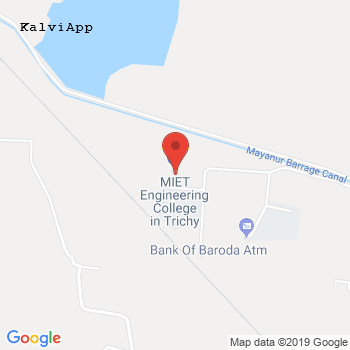 KalviApp
Mayanur Barrage Canal
MIET
Engineering
College
in Trichy
Bank Of Baroda Atm
Google
Map data ©2019 Google